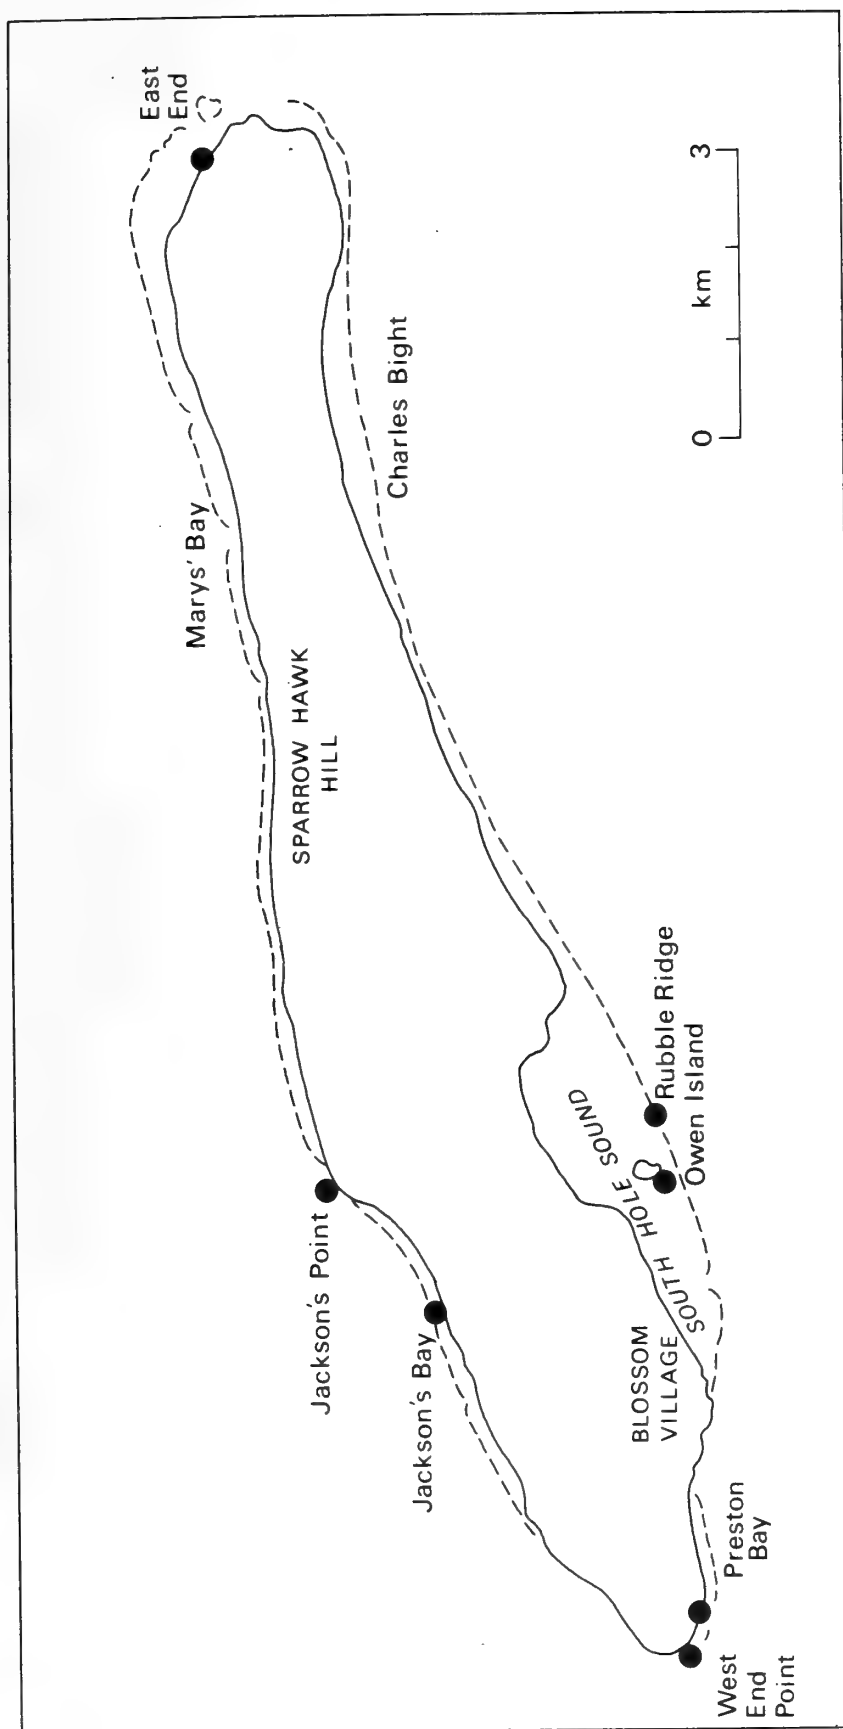 East
End
Marys' Bay
SPARROW HAWK
HILL
Charles Bight
Jackson's Point
Jackson's Bay
SOUTH HOLE SOUND
Rubble Ridge
Owen Island
BLOSSOM
VILLAGE
Preston
Bay
West
End
Point
0 km 3